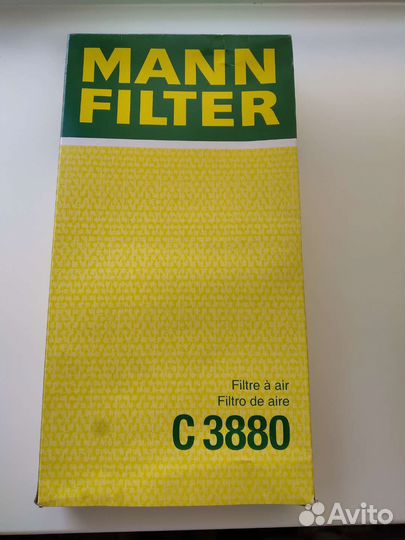 MANN
FILTER
Filtre à air
Filtro de aire
C 3880
Avito